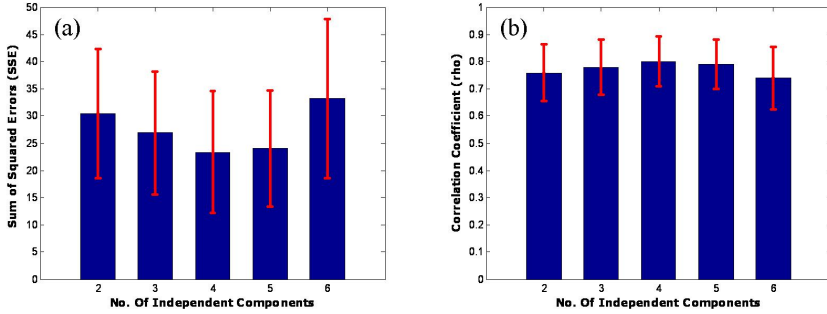 (a)
Sum of Squared Errors (SSE)
50
45
40
35
30
25
20
15
10
5
0
2 3 4 5 6
No. Of Independent Components
(b)
Correlation Coefficient (rho)
1
0.9
0.8
0.7
0.6
0.5
0.4
0.3
0.2
0.1
0
2 3 4 5 6
No. Of Independent Components